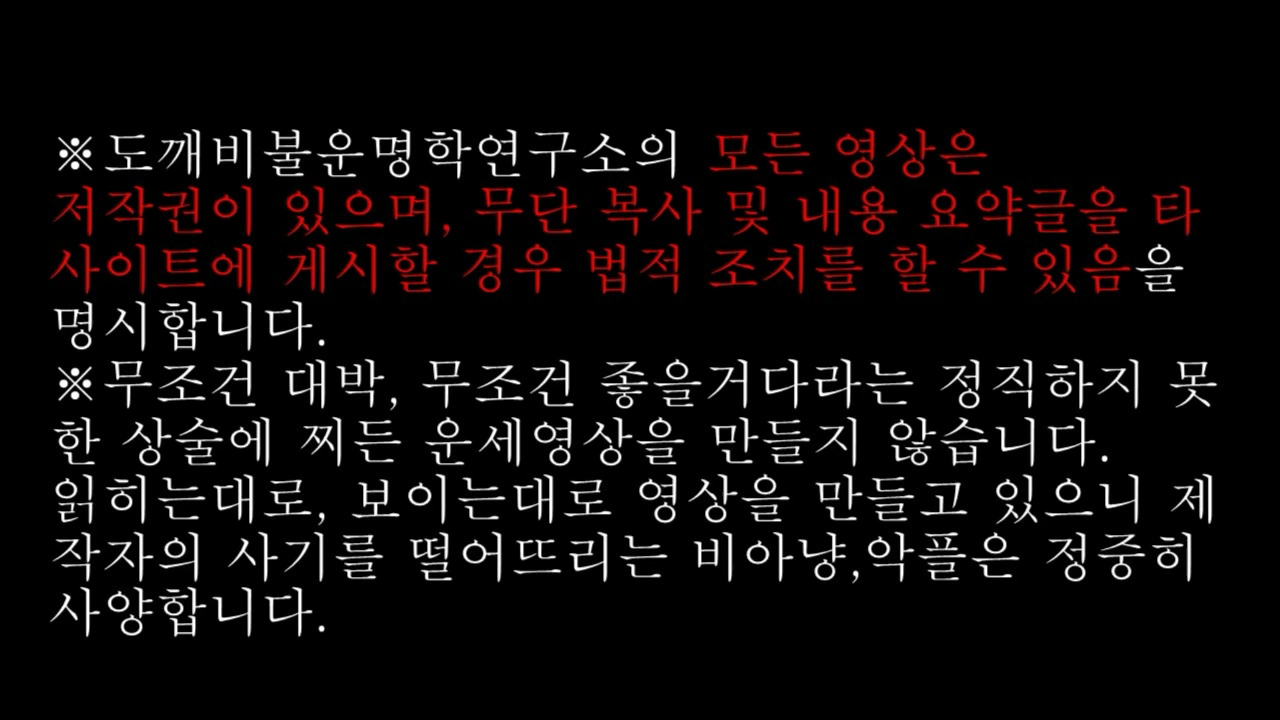 ※도깨비불운명학연구소의 모든 영상은
저작권이 있으며, 무단 복사 및 내용 요약글을 타
사이트에 게시할 경우 법적 조치를 할 수 있음을
명시합니다.
※무조건 대박, 무조건 좋을거다라는 정직하지 못
한 상술에 찌든 운세영상을 만들지 않습니다.
읽히는대로, 보이는대로 영상을 만들고 있으니 제
작자의 사기를 떨어뜨리는 비아냥,악플은 정중히
사양합니다.